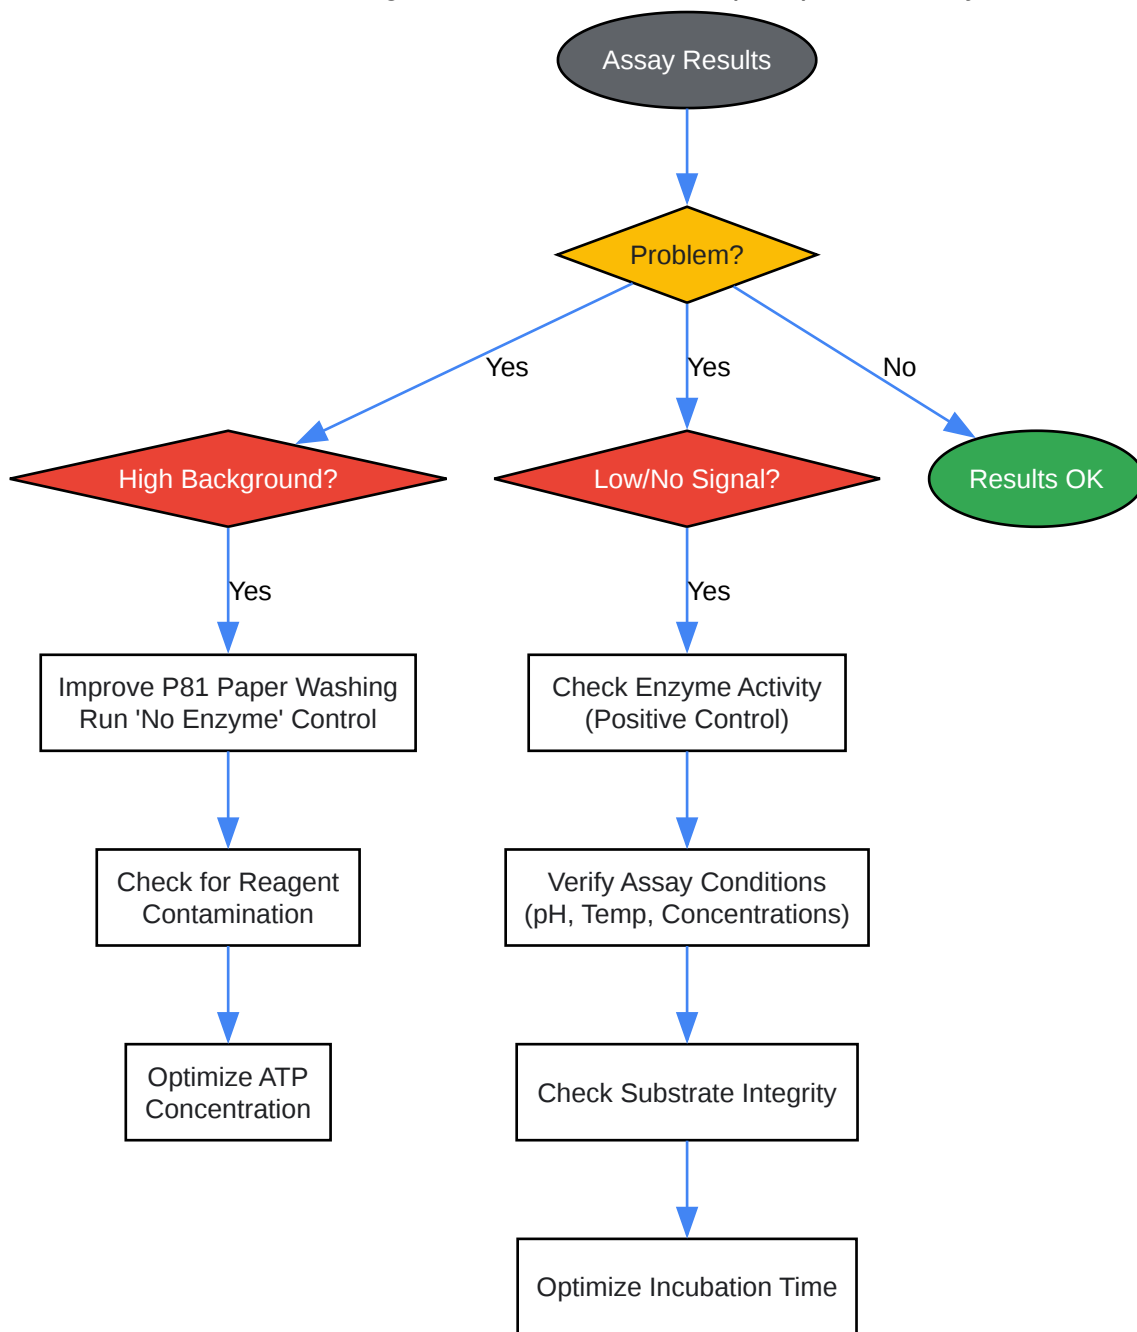 Assay Results
Problem?
Yes
Yes
No
High Background?
Low/No Signal?
Results OK
Yes
Yes
Improve P81 Paper Washing
Run 'No Enzyme' Control
Check Enzyme Activity
(Positive Control)
Check for Reagent
Contamination
Verify Assay Conditions
(pH, Temp, Concentrations)
Optimize ATP
Concentration
Check Substrate Integrity
Optimize Incubation Time